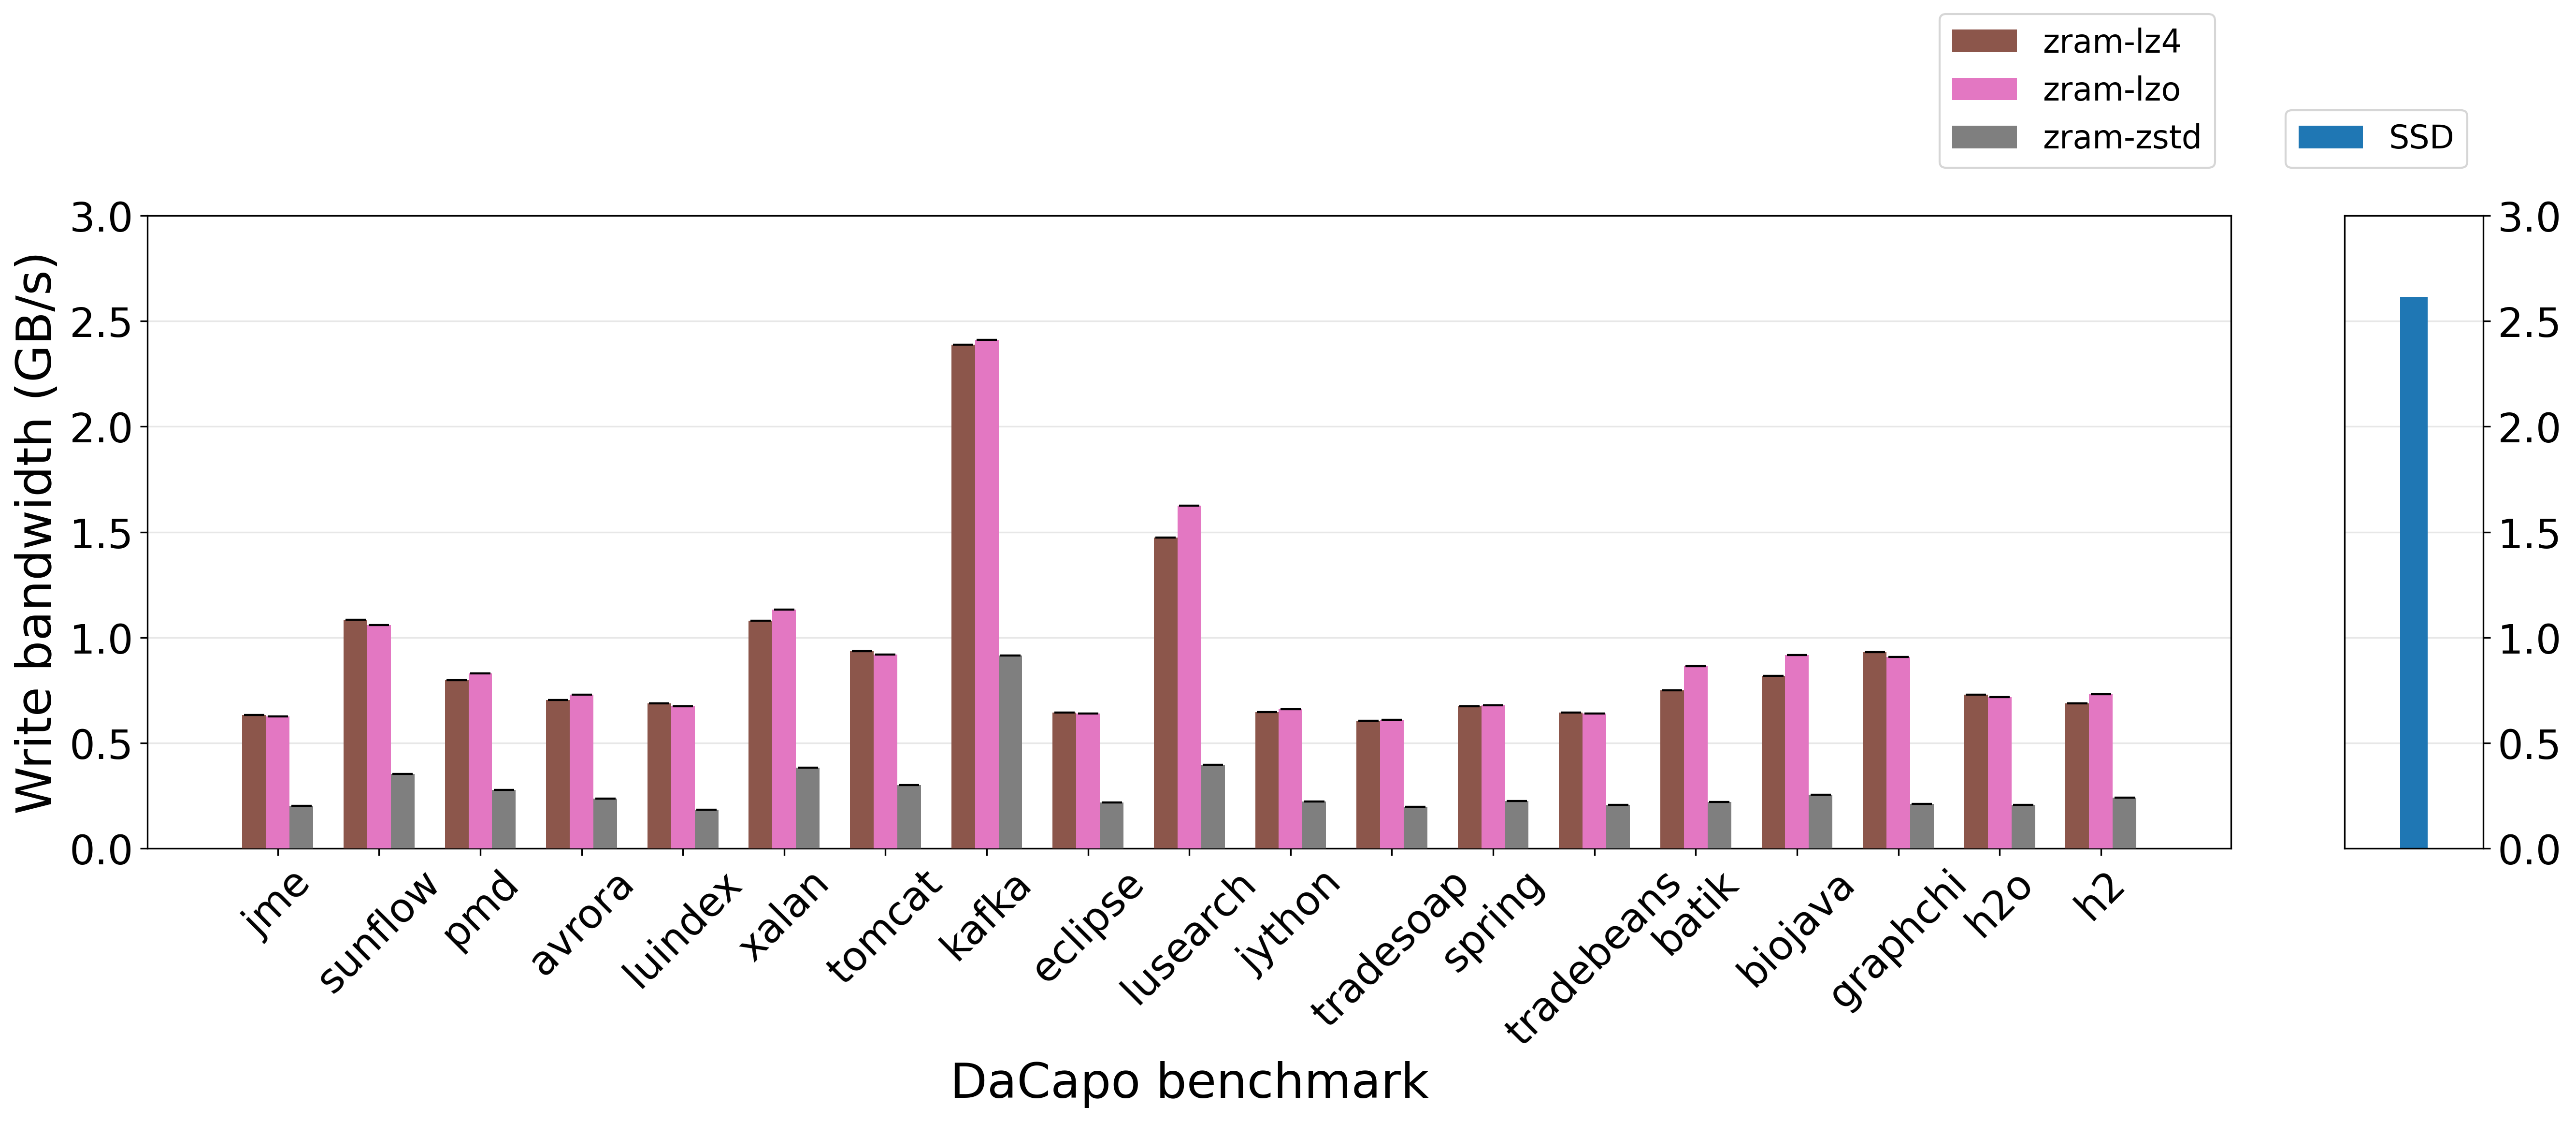 zram-lz4
zram-lzo
zram-zstd
SSD
Write bandwidth (GB/s)
3.0
2.5
2.0
1.5
1.0
0.5
0.0
3.0
2.5
2.0
1.5
1.0
0.5
0.0
jme
sunflow
pmd
avrora
luindex
xalan
tomcat
kafka
eclipse
lusearch
jython
tradesoap
spring
tradebeans
batik
biojava
graphchi
h2o
h2
DaCapo benchmark